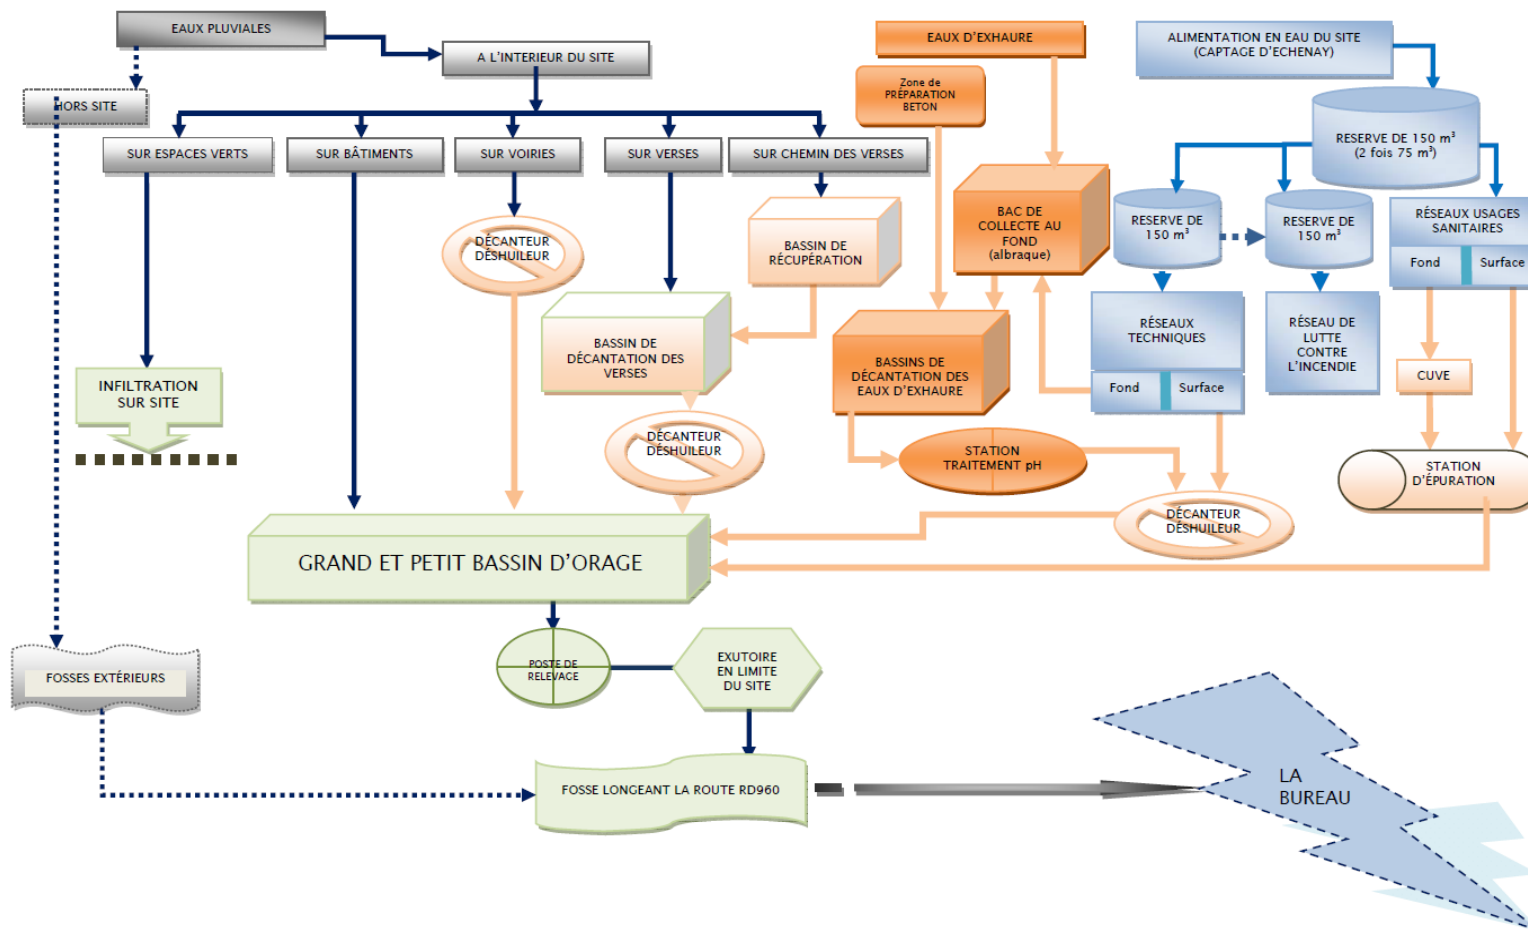 EAUX PLUVIALES
A L'INTERIEUR DU SITE
EAUX D'EXHAURE
ALIMENTATION EN EAU DU SITE
(CAPTAGE D'ECHENAY)
HORS SITE
Zone de
PRÉPARATION
BETON
RESERVE DE 150 m³
(2 fois 75 m³)
SUR ESPACES VERTS
SUR BÂTIMENTS
SUR VOIRIES
SUR VERSES
SUR CHEMIN DES VERSES
DÉCANTEUR
DÉSHUILEUR
BASSIN DE
RÉCUPÉRATION
BAC DE
COLLECTE AU
FOND
(albraque)
RESERVE DE
150 m³
RESERVE DE
150 m³
RÉSEAUX USAGES
SANITAIRES
Fond
Surface
BASSIN DE
DÉCANTATION DES
VERSES
BASSINS DE
DÉCANTATION DES
EAUX D'EXHAURE
RÉSEAUX
TECHNIQUES
Fond
Surface
RÉSEAU DE
LUTTE
CONTRE
L'INCENDIE
CUVE
INFILTRATION
SUR SITE
DÉCANTEUR
DÉSHUILEUR
STATION
TRAITEMENT pH
STATION
D'ÉPURATION
DÉCANTEUR
DÉSHUILEUR
GRAND ET PETIT BASSIN D'ORAGE
POSTE DE
RELEVAGE
EXUTOIRE
EN LIMITE
DU SITE
FOSSES EXTÉRIEURS
FOSSE LONGEANT LA ROUTE RD960
LA
BUREAU